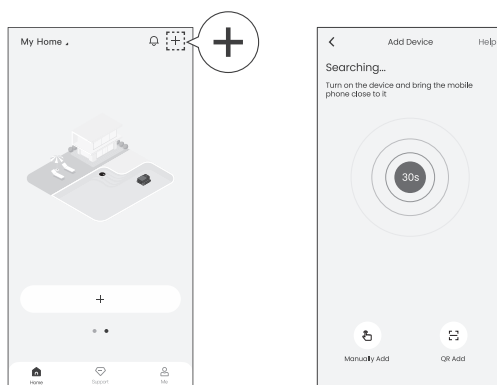 My Home
Home
Support
Me
Add Device
Help
Searching...
Turn on the device and bring the mobile
phone close to it
30s
Manually Add
QR Add